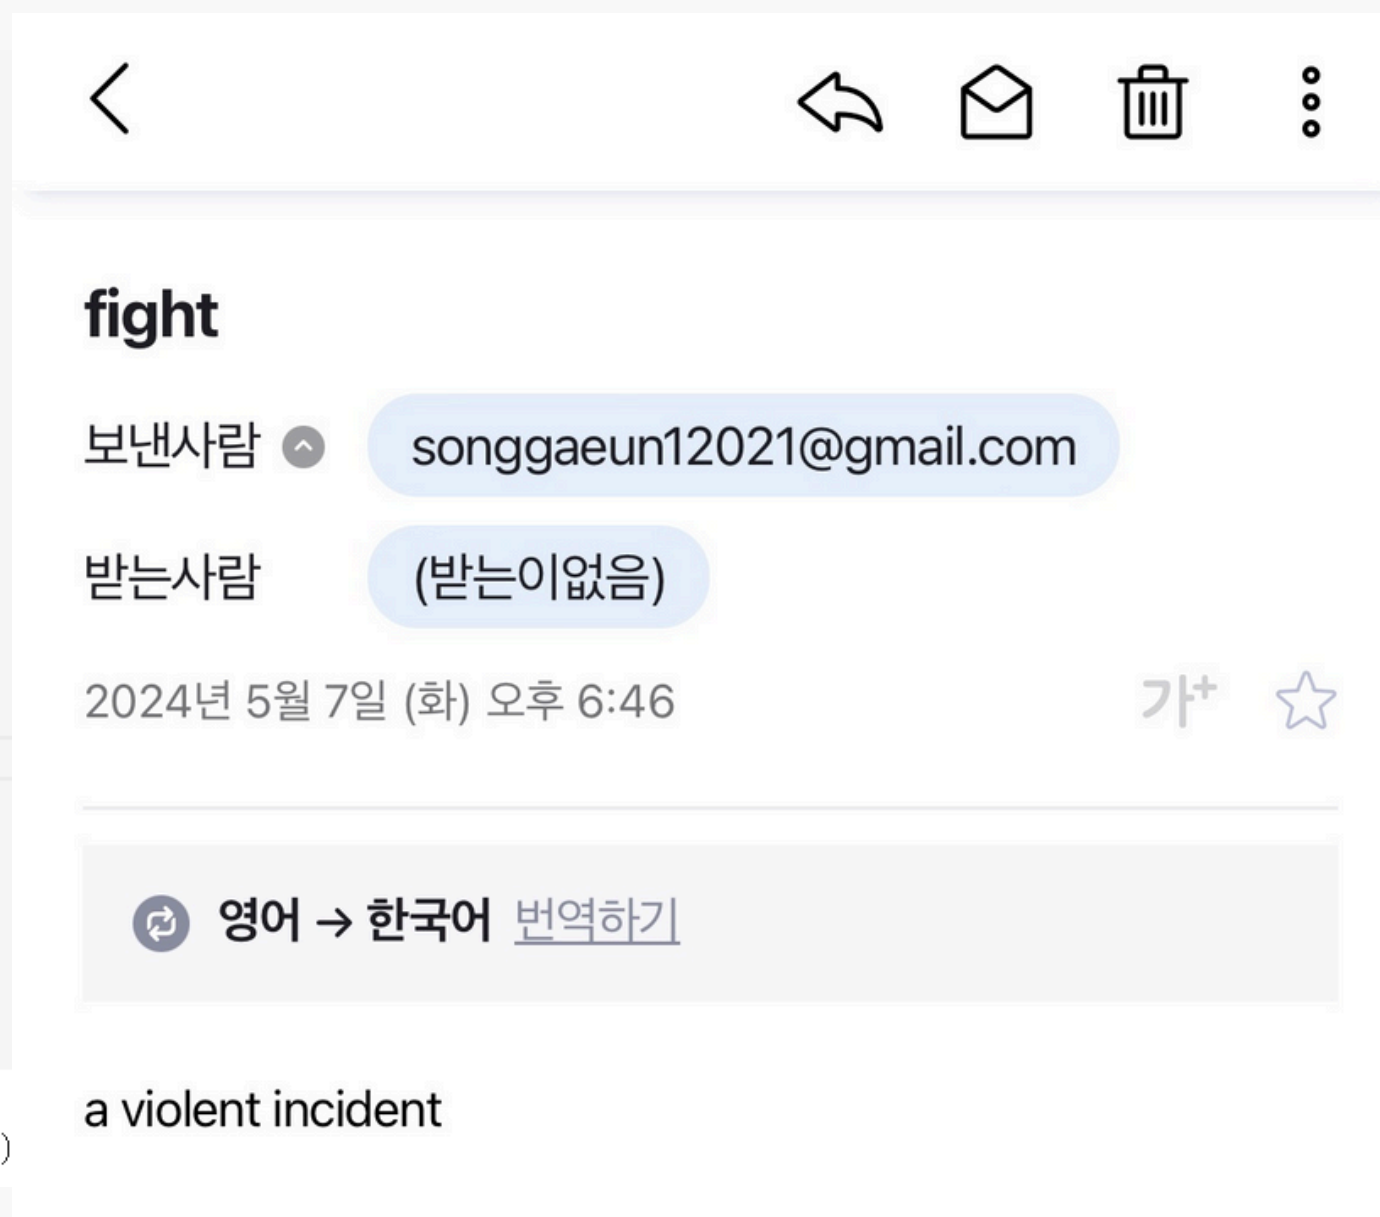 fight
보낸사람 songgaeun12021@gmail.com
받는사람 (받는이없음)
2024년 5월 7일 (화) 오후 6:46 가+
영어 → 한국어 번역하기
a violent incident
)